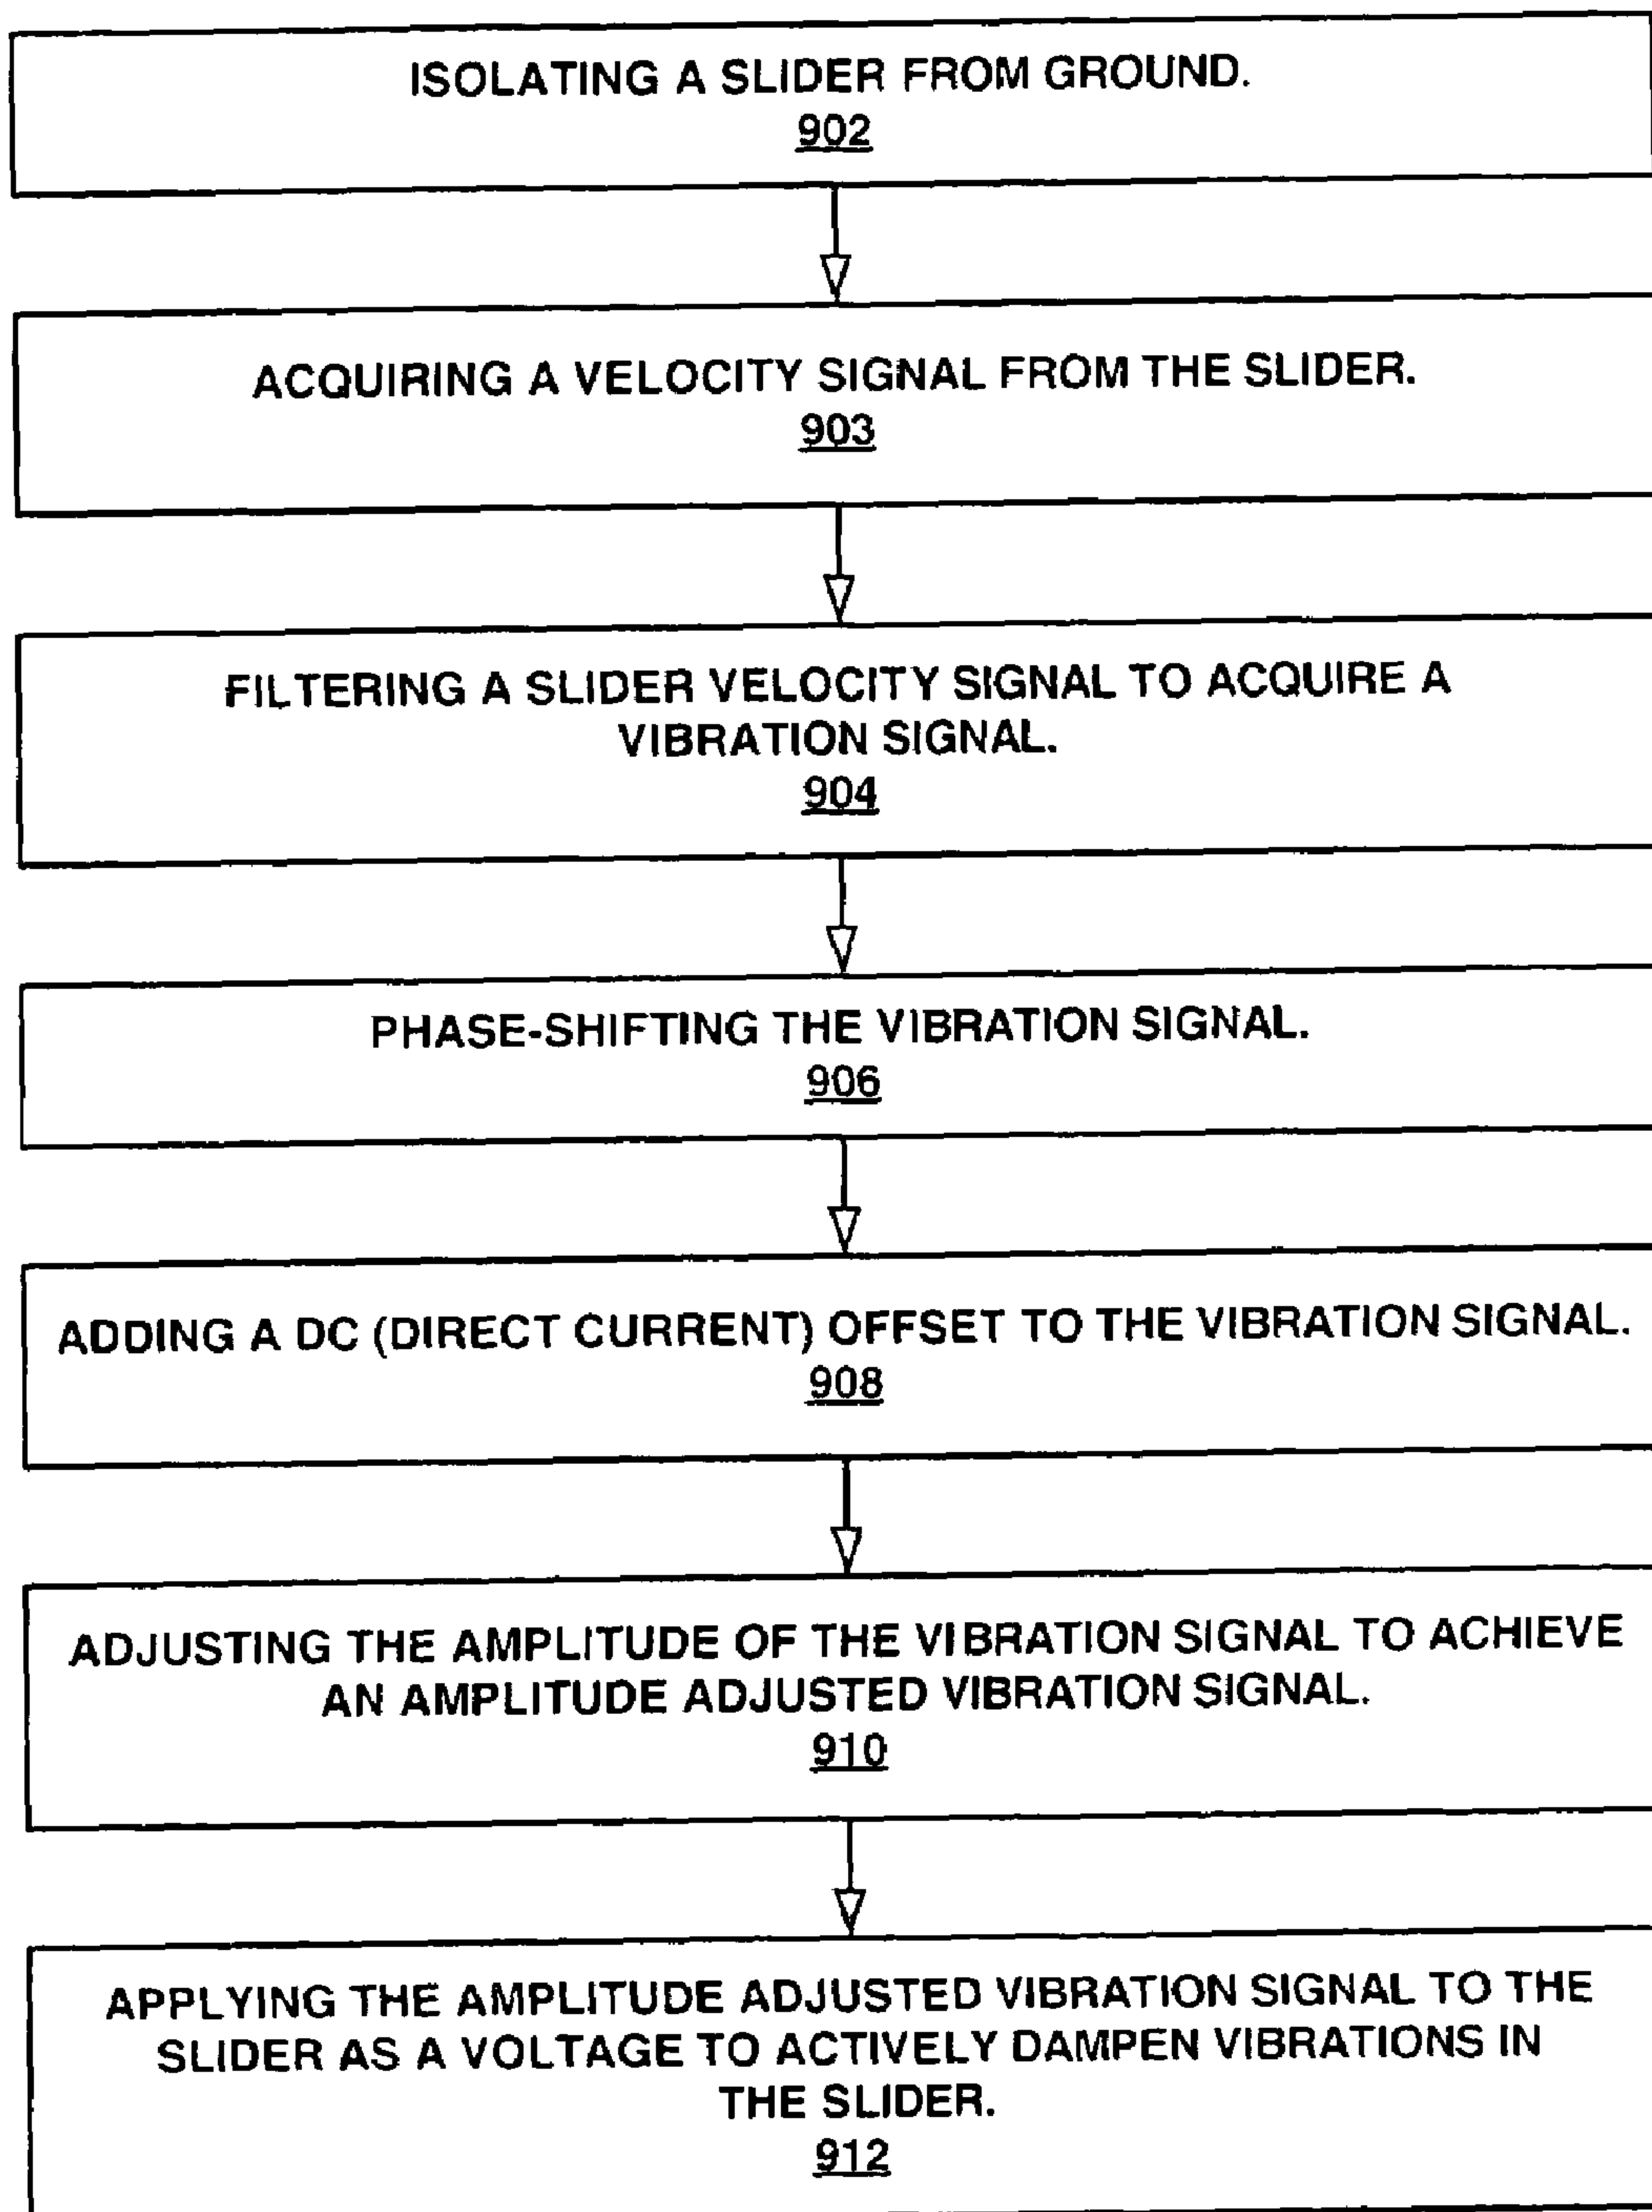 ISOLATING A SLIDER FROM GROUND.
902
ACQUIRING A VELOCITY SIGNAL FROM THE SLIDER.
903
FILTERING A SLIDER VELOCITY SIGNAL TO ACQUIRE A
VIBRATION SIGNAL.
904
PHASE-SHIFTING THE VIBRATION SIGNAL.
906
ADDING A DC (DIRECT CURRENT) OFFSET TO THE VIBRATION SIGNAL.
908
ADJUSTING THE AMPLITUDE OF THE VIBRATION SIGNAL TO ACHIEVE
AN AMPLITUDE ADJUSTED VIBRATION SIGNAL.
910
APPLYING THE AMPLITUDE ADJUSTED VIBRATION SIGNAL TO THE
SLIDER AS A VOLTAGE TO ACTIVELY DAMPEN VIBRATIONS IN
THE SLIDER.
912